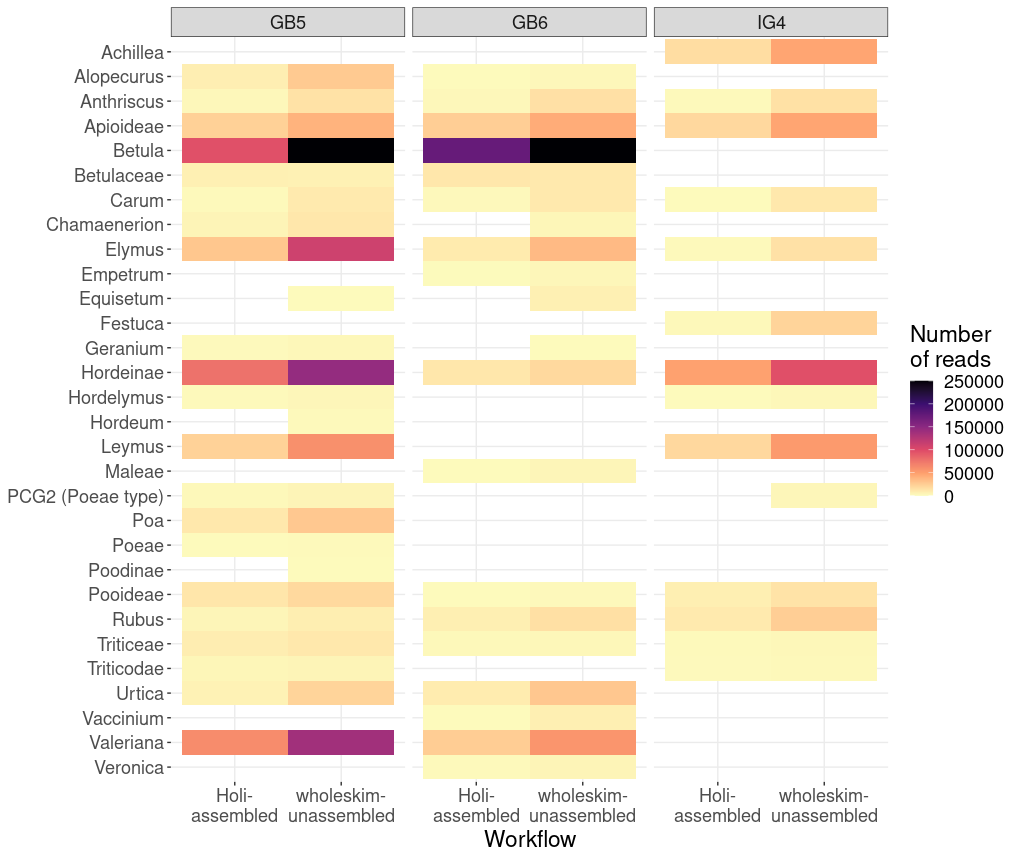 GB5 GB6 IG4
Achillea
Alopecurus
Anthriscus
Apioideae
Betula
Betulaceae
Carum
Chamaenerion
Elymus
Empetrum
Equisetum
Festuca
Geranium
Hordeinae
Hordelymus
Hordeum
Leymus
Maleae
PCG2 (Poeae type)
Poa
Poeae
Poodinae
Pooideae
Rubus
Triticeae
Triticodae
Urtica
Vaccinium
Valeriana
Veronica
Holi- wholeskim- Holi- wholeskim- Holi- wholeskim-
assembled unassembled assembled unassembled assembled unassembled
Workflow
Number
of reads
250000
200000
150000
100000
50000
0